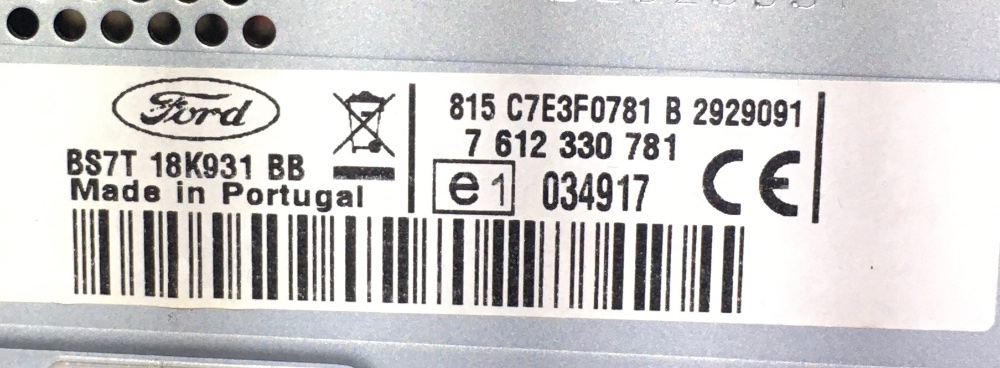 Ford
BS7T 18K931 BB
Made in Portugal
815 C7E3F0781 B 2929091
7 612 330 781
e1 034917 CE